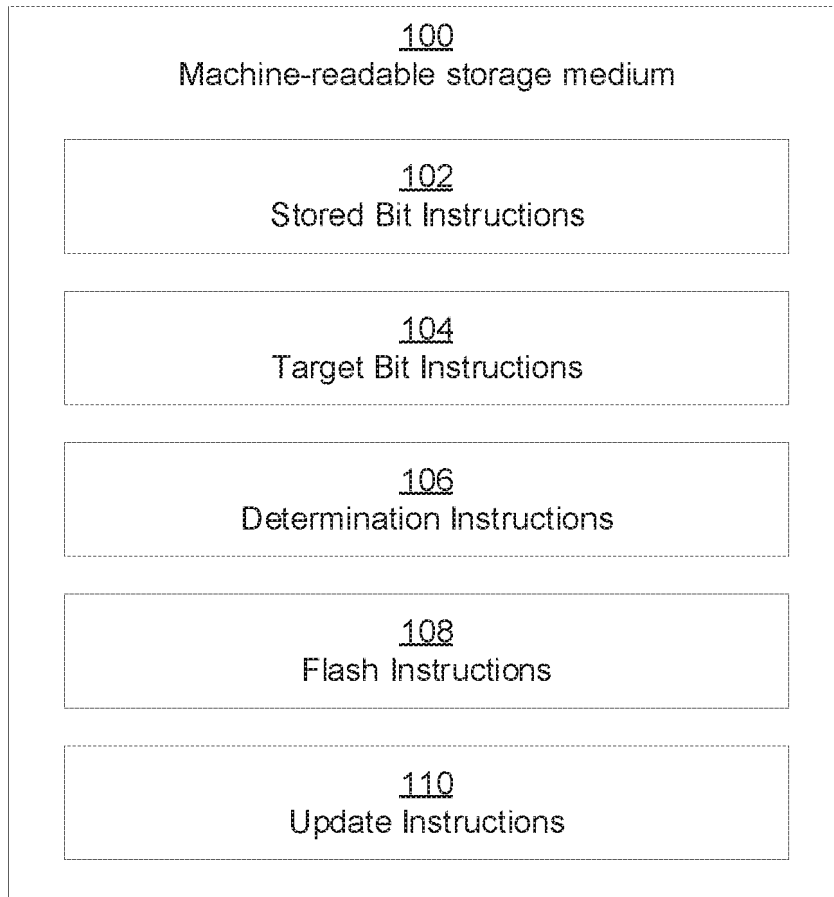 100
Machine-readable storage medium
102
Stored Bit Instructions
104
Target Bit Instructions
106
Determination Instructions
108
Flash Instructions
110
Update Instructions